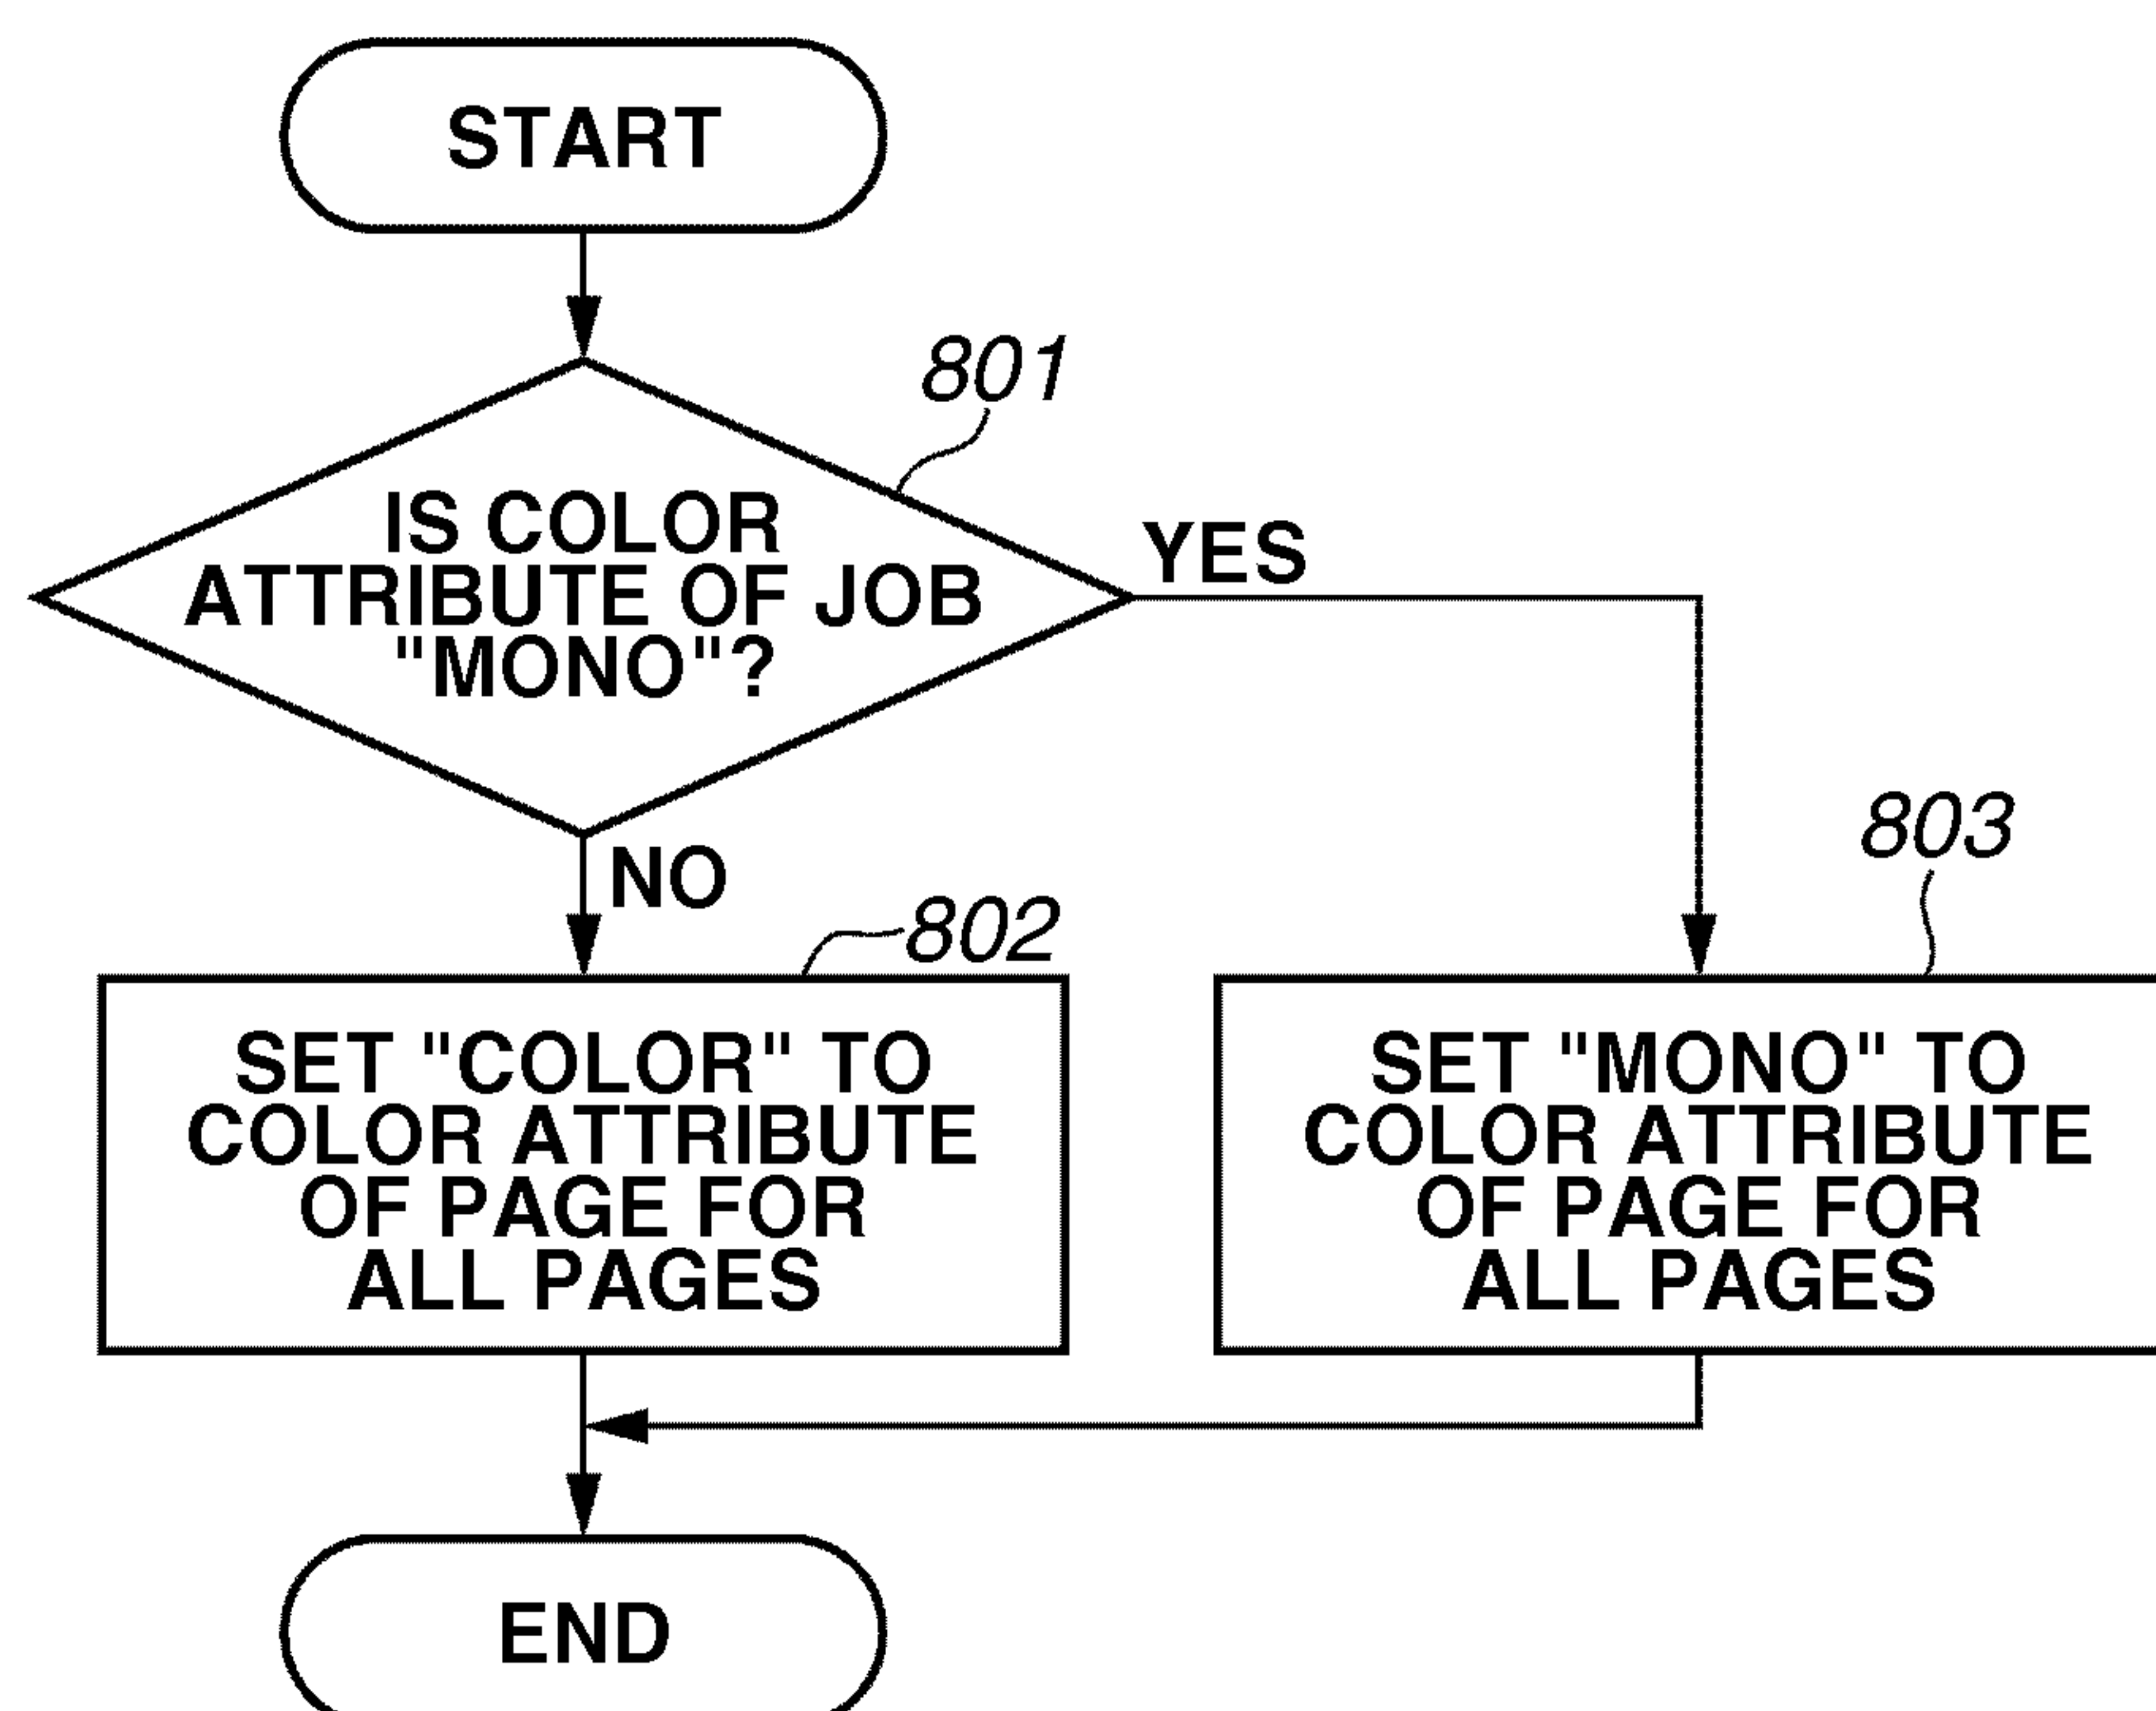 START
801
IS COLOR
ATTRIBUTE OF JOB
"MONO"?
YES
NO
802
803
SET "COLOR" TO
COLOR ATTRIBUTE
OF PAGE FOR
ALL PAGES
SET "MONO" TO
COLOR ATTRIBUTE
OF PAGE FOR
ALL PAGES
END